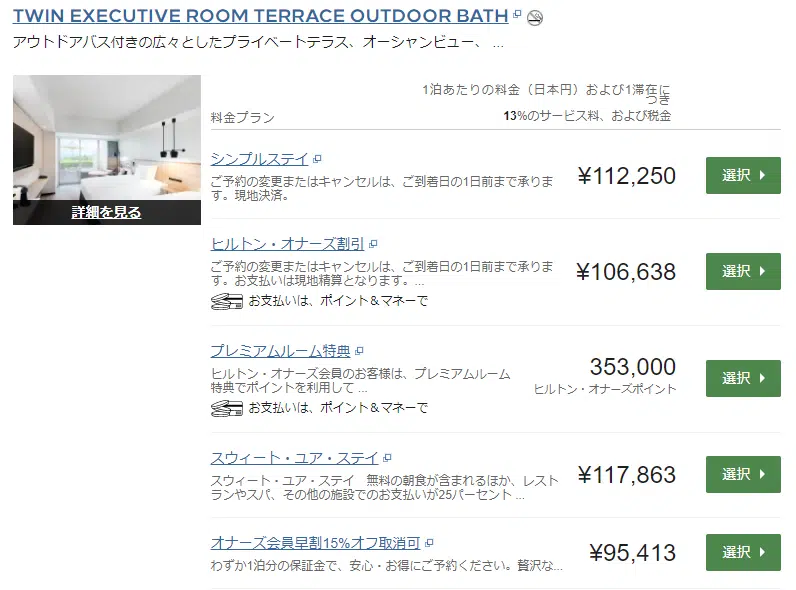 TWIN EXECUTIVE ROOM TERRACE OUTDOOR BATH
アウトドアバス付きの広々としたプライベートテラス、オーシャンビュー、 ...
1泊あたりの料金（日本円）および1滞在に
つき
料金プラン
13%のサービス料、および税金
詳細を見る
シンプルステイ
ご予約の変更またはキャンセルは、ご到着日の1日前まで承りま
す。現地決済。
¥112,250
選択
ヒルトン・オナーズ割引
ご予約の変更またはキャンセルは、ご到着日の1日前まで承りま
す。お支払いは現地精算となります。...
お支払いは、ポイント＆マネーで
¥106,638
選択
プレミアムルーム特典
ヒルトン・オナーズ会員のお客様は、プレミアムルーム
特典でポイントを利用して ...
お支払いは、ポイント＆マネーで
353,000
ヒルトン・オナーズポイント
選択
スウィート・ユア・ステイ
スウィート・ユア・ステイ　無料の朝食が含まれるほか、レスト
ランやスパ、その他の施設でのお支払いが25パーセント ...
¥117,863
選択
オナーズ会員早割15%オフ取消可
わずか1泊分の保証金で、安心・お得にご予約ください。贅沢な...
¥95,413
選択